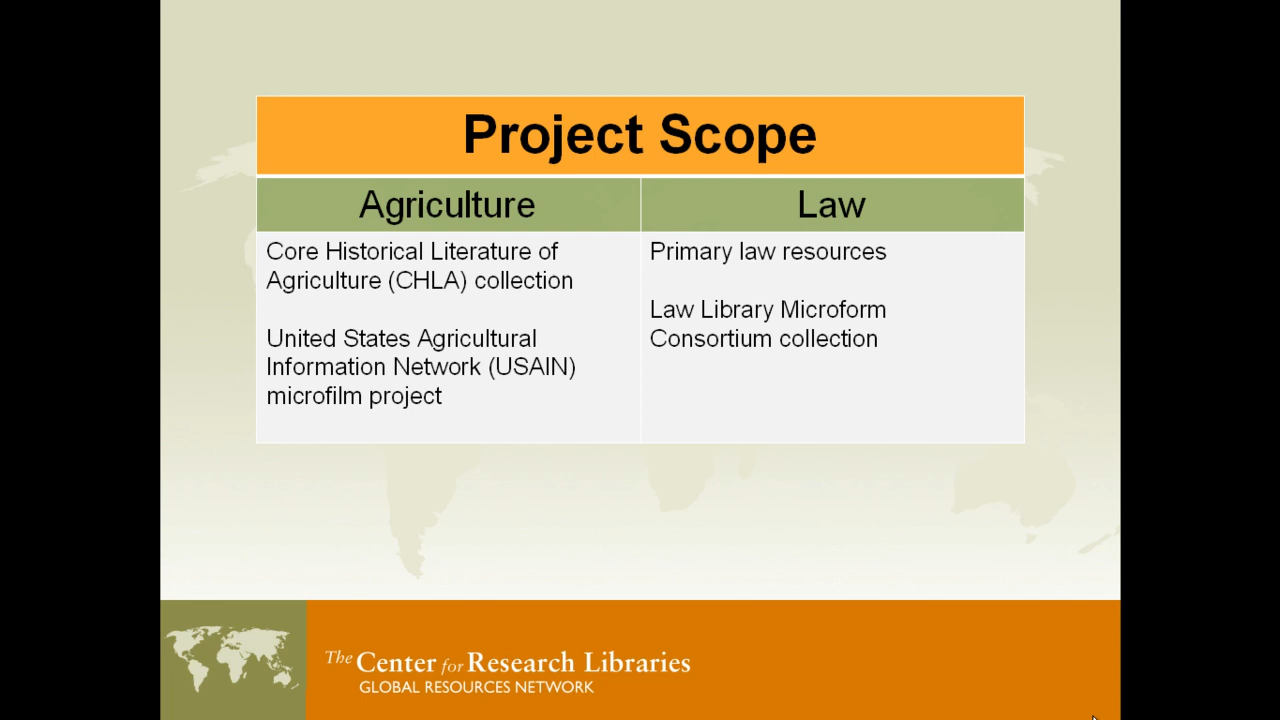 Project Scope
Agriculture
Law
Core Historical Literature of
Agriculture (CHLA) collection
United States Agricultural
Information Network (USAIN)
microfilm project
Primary law resources
Law Library Microform
Consortium collection
The Center for Research Libraries
GLOBAL RESOURCES NETWORK